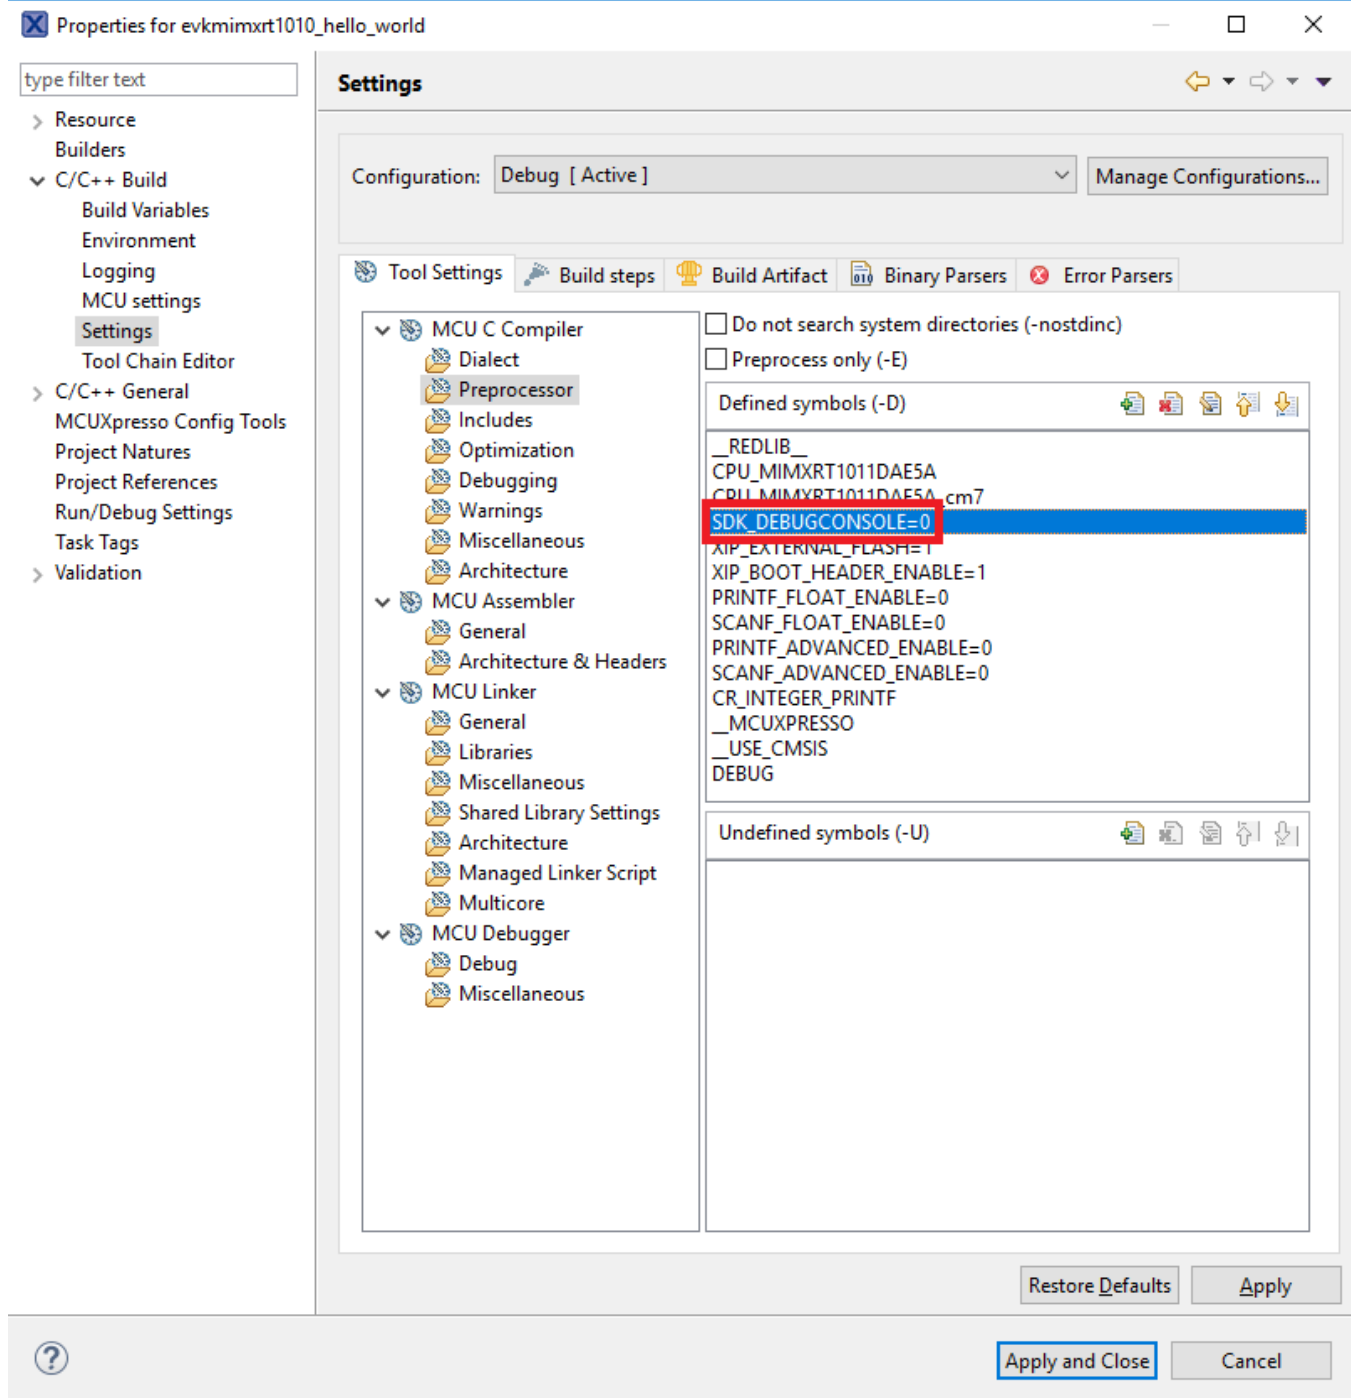 Properties for evkmimxrt1010_hello_world
type filter text
Resource
Builders
C/C++ Build
Build Variables
Environment
Logging
MCU settings
Settings
Tool Chain Editor
C/C++ General
MCUXpresso Config Tools
Project Natures
Project References
Run/Debug Settings
Task Tags
Validation
Settings
Configuration: Debug [ Active ] Manage Configurations...
Tool Settings Build steps Build Artifact Binary Parsers Error Parsers
MCU C Compiler
Dialect
Preprocessor
Includes
Optimization
Debugging
Warnings
Miscellaneous
Architecture
MCU Assembler
General
Architecture & Headers
MCU Linker
General
Libraries
Miscellaneous
Shared Library Settings
Architecture
Managed Linker Script
Multicore
MCU Debugger
Debug
Miscellaneous
Do not search system directories (-nostdinc)
Preprocess only (-E)
Defined symbols (-D)
__REDLIB__
CPU_MIMXRT1011DAE5A
CPU_MIMXRT1011DAE5A_cm7
SDK_DEBUGCONSOLE=0
XIP_EXTERNAL_FLASH=1
XIP_BOOT_HEADER_ENABLE=1
PRINTF_FLOAT_ENABLE=0
SCANF_FLOAT_ENABLE=0
PRINTF_ADVANCED_ENABLE=0
SCANF_ADVANCED_ENABLE=0
CR_INTEGER_PRINTF
__MCUXPRESSO
__USE_CMSIS
DEBUG
Undefined symbols (-U)
Restore Defaults Apply
Apply and Close Cancel